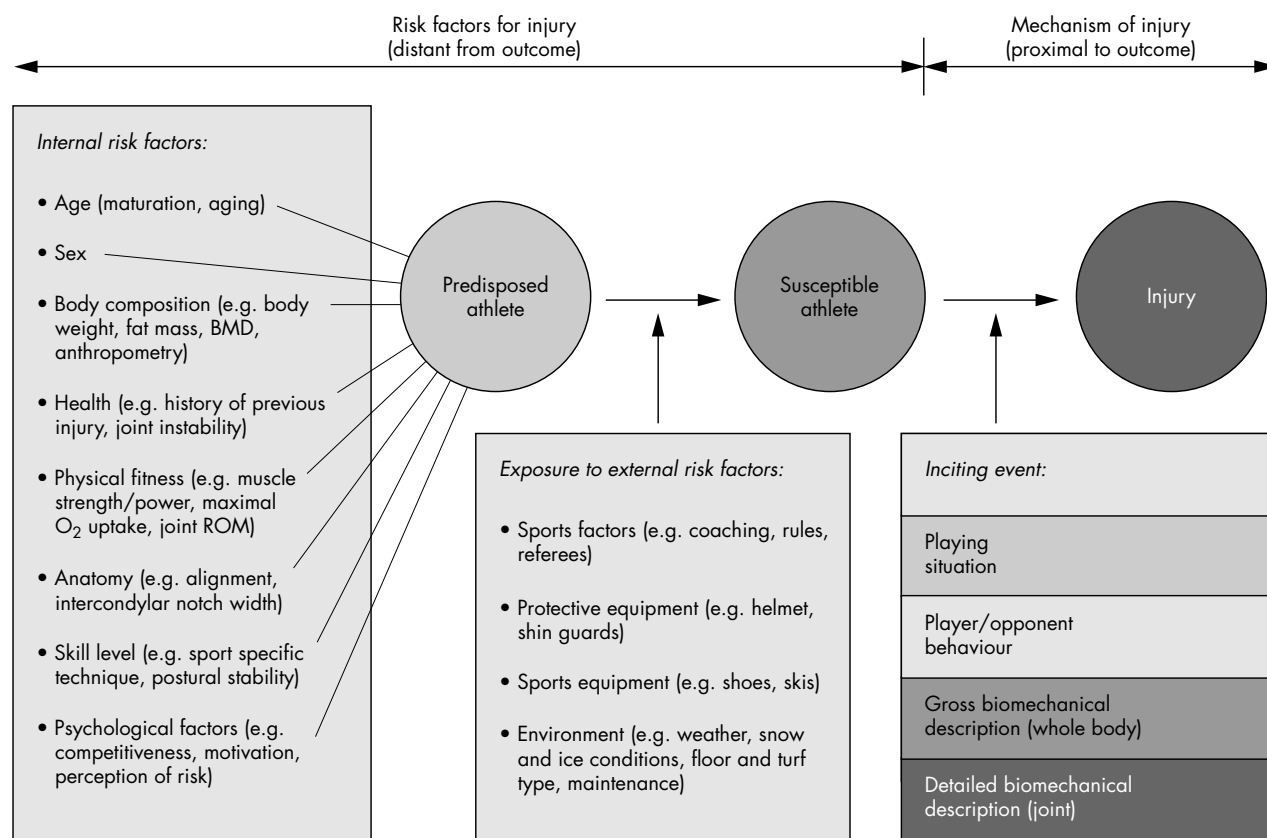 Risk factors for injury
(distant from outcome)
Mechanism of injury
(proximal to outcome)
Internal risk factors:
• Age (maturation, aging)
• Sex
• Body composition (e.g. body
weight, fat mass, BMD,
anthropometry)
• Health (e.g. history of previous
injury, joint instability)
• Physical fitness (e.g. muscle
strength/power, maximal
O₂ uptake, joint ROM)
• Anatomy (e.g. alignment,
intercondylar notch width)
• Skill level (e.g. sport specific
technique, postural stability)
• Psychological factors (e.g.
competitiveness, motivation,
perception of risk)
Predisposed
athlete
Susceptible
athlete
Injury
Exposure to external risk factors:
• Sports factors (e.g. coaching, rules,
referees)
• Protective equipment (e.g. helmet,
shin guards)
• Sports equipment (e.g. shoes, skis)
• Environment (e.g. weather, snow
and ice conditions, floor and turf
type, maintenance)
Inciting event:
Playing
situation
Player/opponent
behaviour
Gross biomechanical
description (whole body)
Detailed biomechanical
description (joint)